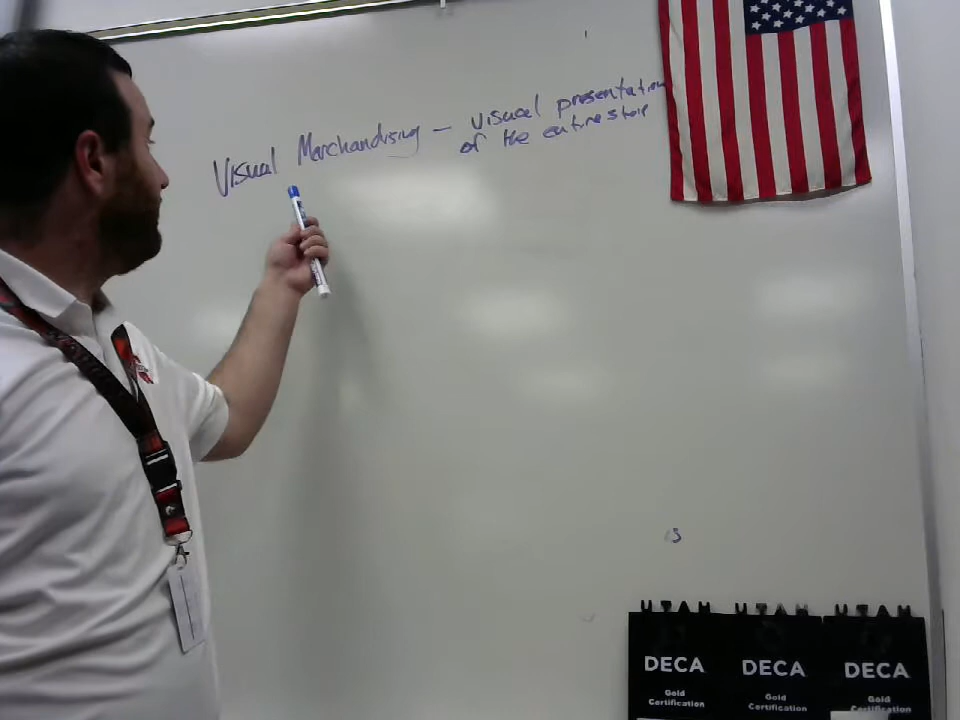 Visual Marchandising – visual presentation
of the entire store
UTAH UTAH UTAH
DECA DECA DECA
Gold Gold Gold
Certification Certification Certification